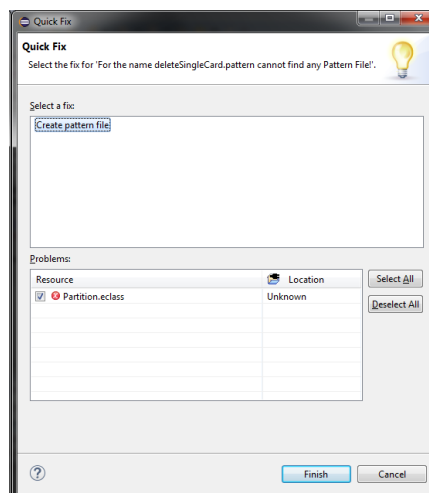 Quick Fix
Quick Fix
Select the fix for 'For the name deleteSingleCard.pattern cannot find any Pattern File!'.
Select a fix:
Create pattern file
Problems:
Resource Location
Partition.eclass Unknown
Select All
Deselect All
Finish Cancel